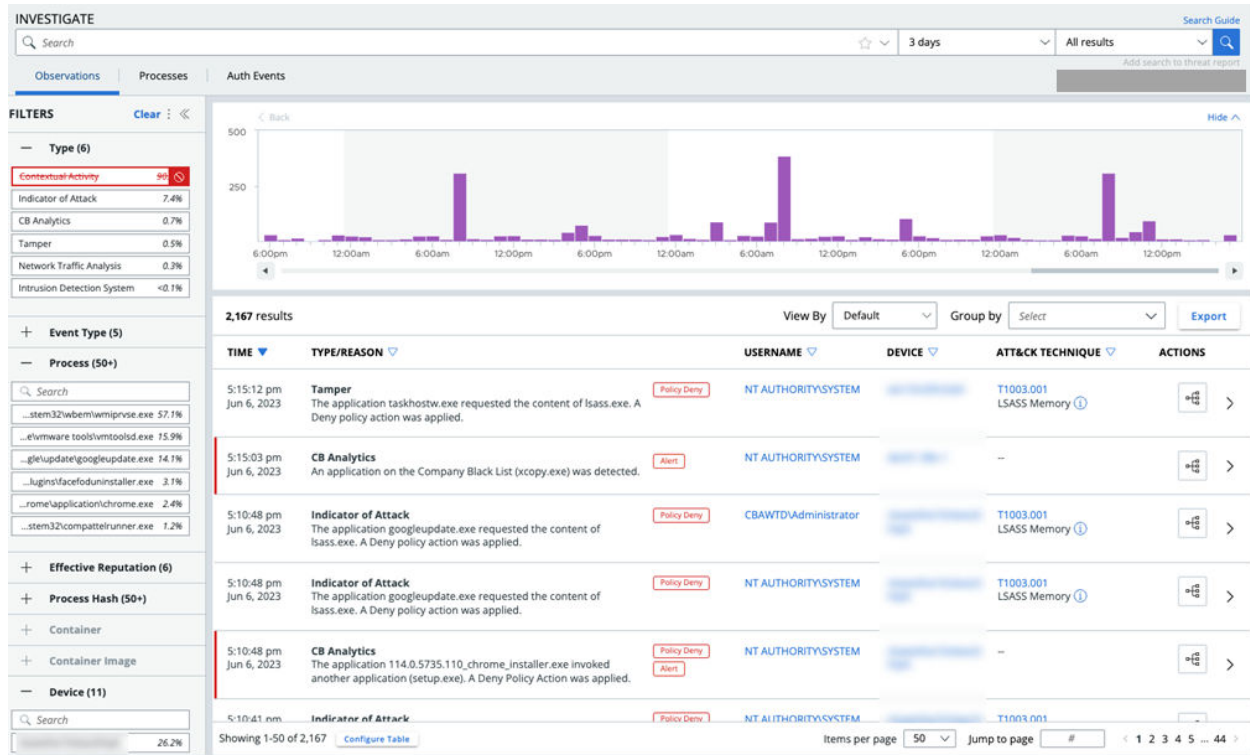 INVESTIGATE
Search Guide
Search
3 days
All results
Add search to threat report
Observations
Processes
Auth Events
FILTERS
Clear
Type (6)
Contextual Activity
Indicator of Attack 7.4%
CB Analytics 0.7%
Tamper 0.5%
Network Traffic Analysis 0.3%
Intrusion Detection System <0.1%
Event Type (5)
Process (50+)
Search
...stem32\wbem\wmiprvse.exe 57.1%
...e\vmware tools\vmtoolsd.exe 15.9%
...gle\update\googleupdate.exe 14.1%
...lugins\facefoduninstaller.exe 3.1%
...rome\application\chrome.exe 2.4%
...stem32\compattelrunner.exe 1.2%
Effective Reputation (6)
Process Hash (50+)
Container
Container Image
Device (11)
Search
26.2%
Back
Hide
500
250
6:00pm 12:00am 6:00am 12:00pm 6:00pm 12:00am 6:00am 12:00pm 6:00pm 12:00am 6:00am 12:00pm
2,167 results
View By Default
Group by Select
Export
TIME TYPE/REASON USERNAME DEVICE ATT&CK TECHNIQUE ACTIONS
5:15:12 pm
Jun 6, 2023
Tamper
The application taskhostw.exe requested the content of lsass.exe. A
Deny policy action was applied.
Policy Deny
NT AUTHORITY\SYSTEM
T1003.001
LSASS Memory
5:15:03 pm
Jun 6, 2023
CB Analytics
An application on the Company Black List (xcopy.exe) was detected.
Alert
NT AUTHORITY\SYSTEM
--
5:10:48 pm
Jun 6, 2023
Indicator of Attack
The application googleupdate.exe requested the content of
lsass.exe. A Deny policy action was applied.
Policy Deny
CBAWTD\Administrator
T1003.001
LSASS Memory
5:10:48 pm
Jun 6, 2023
Indicator of Attack
The application googleupdate.exe requested the content of
lsass.exe. A Deny policy action was applied.
Policy Deny
NT AUTHORITY\SYSTEM
T1003.001
LSASS Memory
5:10:48 pm
Jun 6, 2023
CB Analytics
The application 114.0.5735.110_chrome_installer.exe invoked
another application (setup.exe). A Deny Policy Action was applied.
Policy Deny
Alert
NT AUTHORITY\SYSTEM
--
5:10:41 pm
Indicator of Attack
Policy Deny
NT AUTHORITY\SYSTEM
T1003.001
Showing 1-50 of 2,167
Configure Table
Items per page 50
Jump to page #
1 2 3 4 5 ... 44